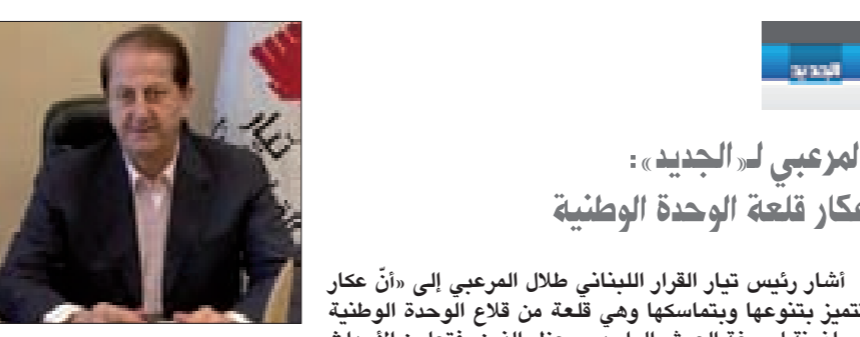 الجديد
المرعبي لـ«الجديد»:
عكار قلعة الوحدة الوطنية
أشار رئيس تيار القرار اللبناني طلال المرعبي إلى «أنّ عكار
تتميز بتنوعها وبتماسكها وهي قلعة من قلاع الوحدة الوطنية
تيار